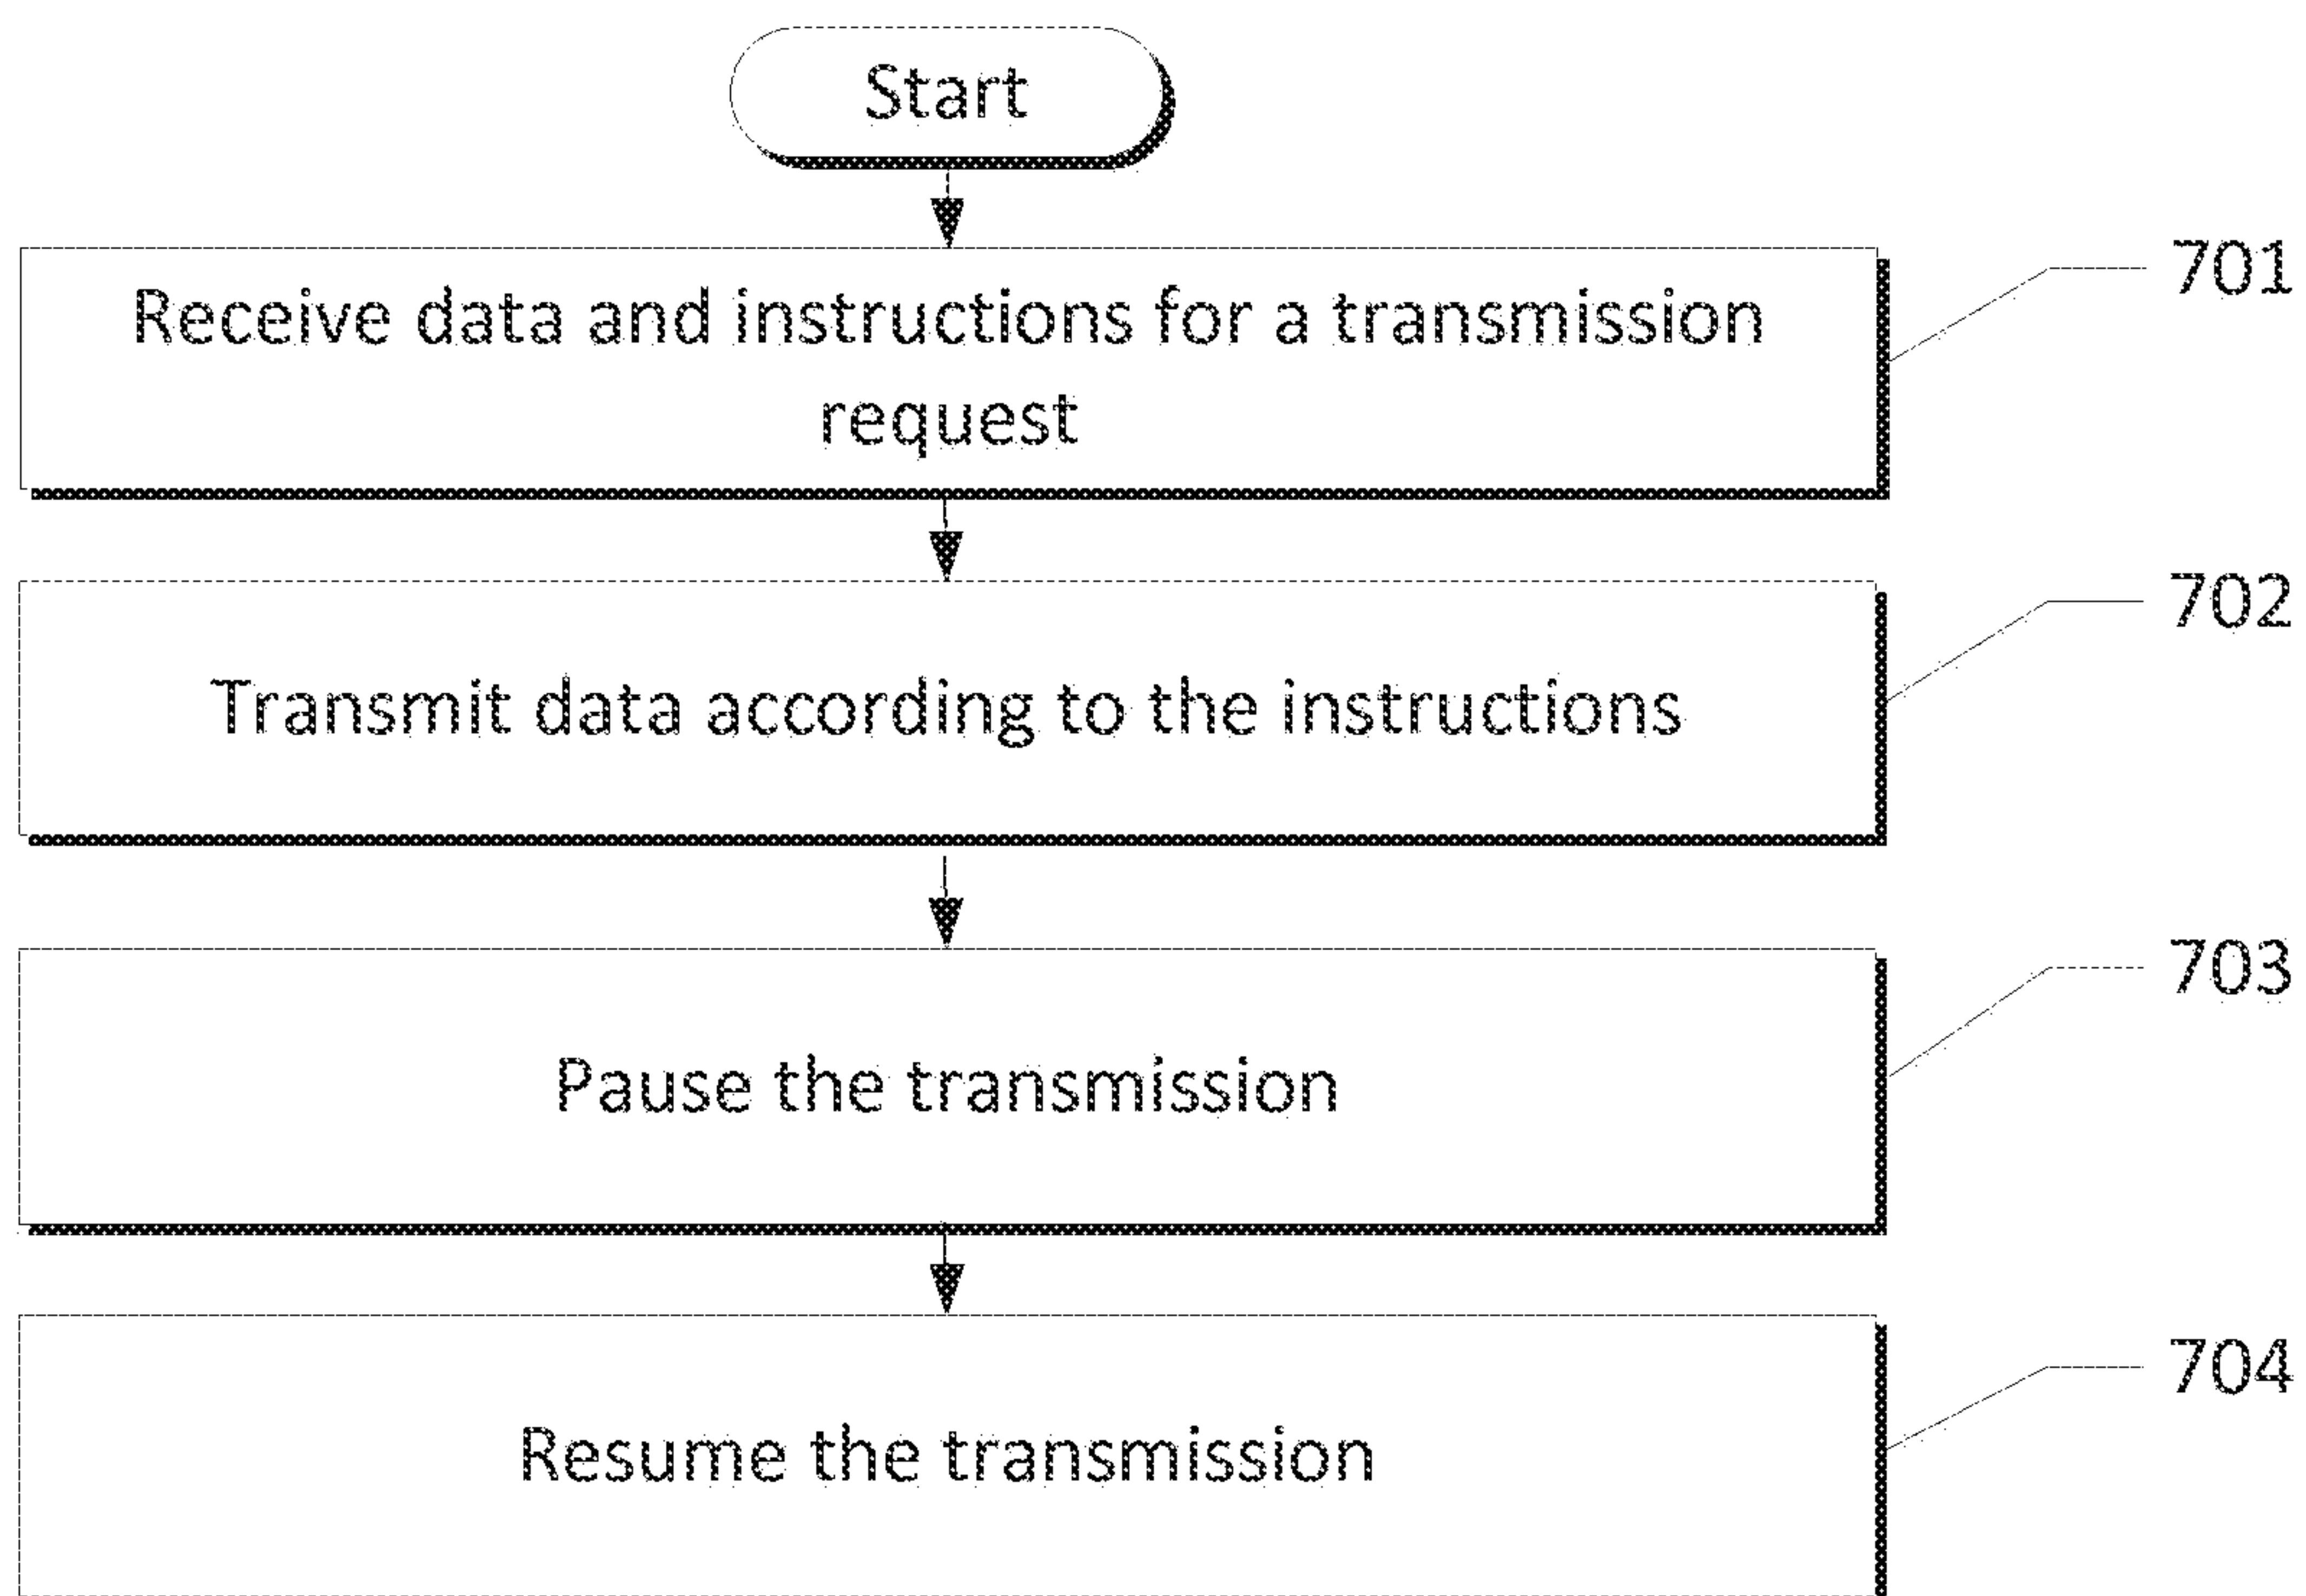 Start
701
Receive data and instructions for a transmission
request
702
Transmit data according to the instructions
703
Pause the transmission
704
Resume the transmission